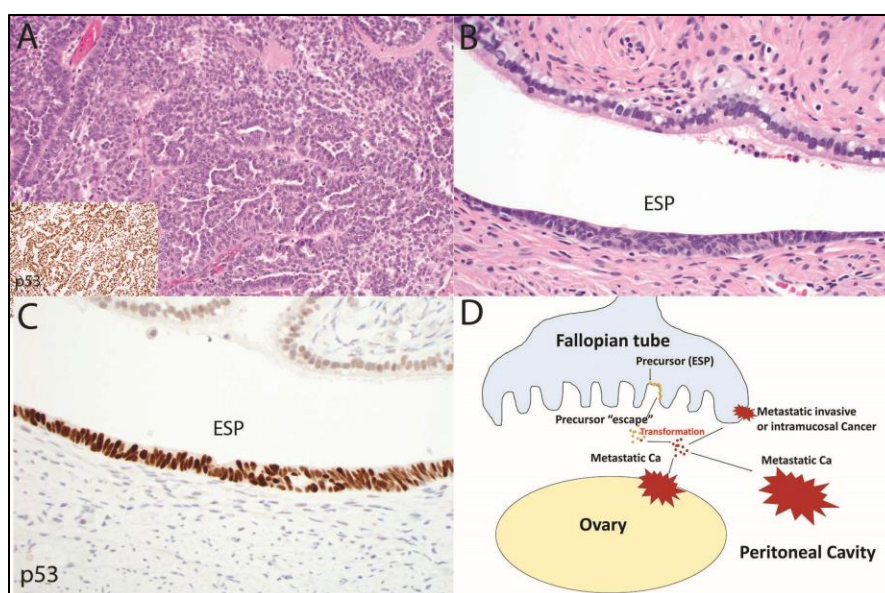 A
p53
B
ESP
C
ESP
p53
D
Fallopian tube
Precursor (ESP)
Precursor “escape”
Transformation
Metastatic invasive
or intramucosal Cancer
Metastatic Ca
Metastatic Ca
Ovary
Peritoneal Cavity